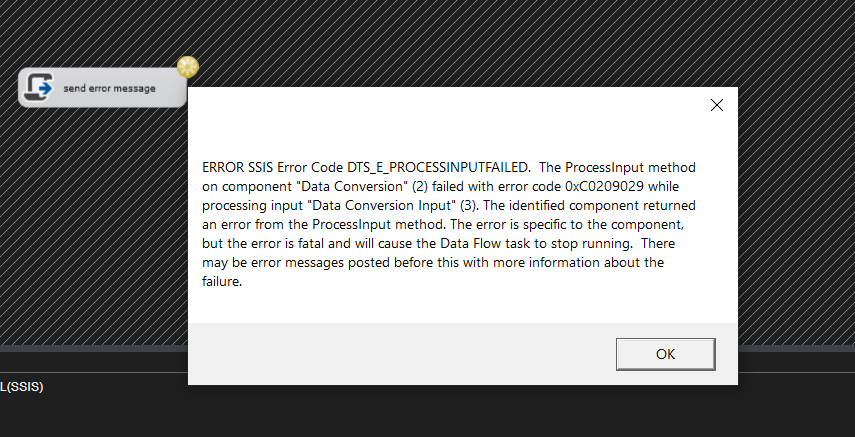 send error message
ERROR SSIS Error Code DTS_E_PROCESSINPUTFAILED.  The ProcessInput method
on component "Data Conversion" (2) failed with error code 0xC0209029 while
processing input "Data Conversion Input" (3). The identified component returned
an error from the ProcessInput method. The error is specific to the component,
but the error is fatal and will cause the Data Flow task to stop running.  There
may be error messages posted before this with more information about the
failure.
OK
L(SSIS)